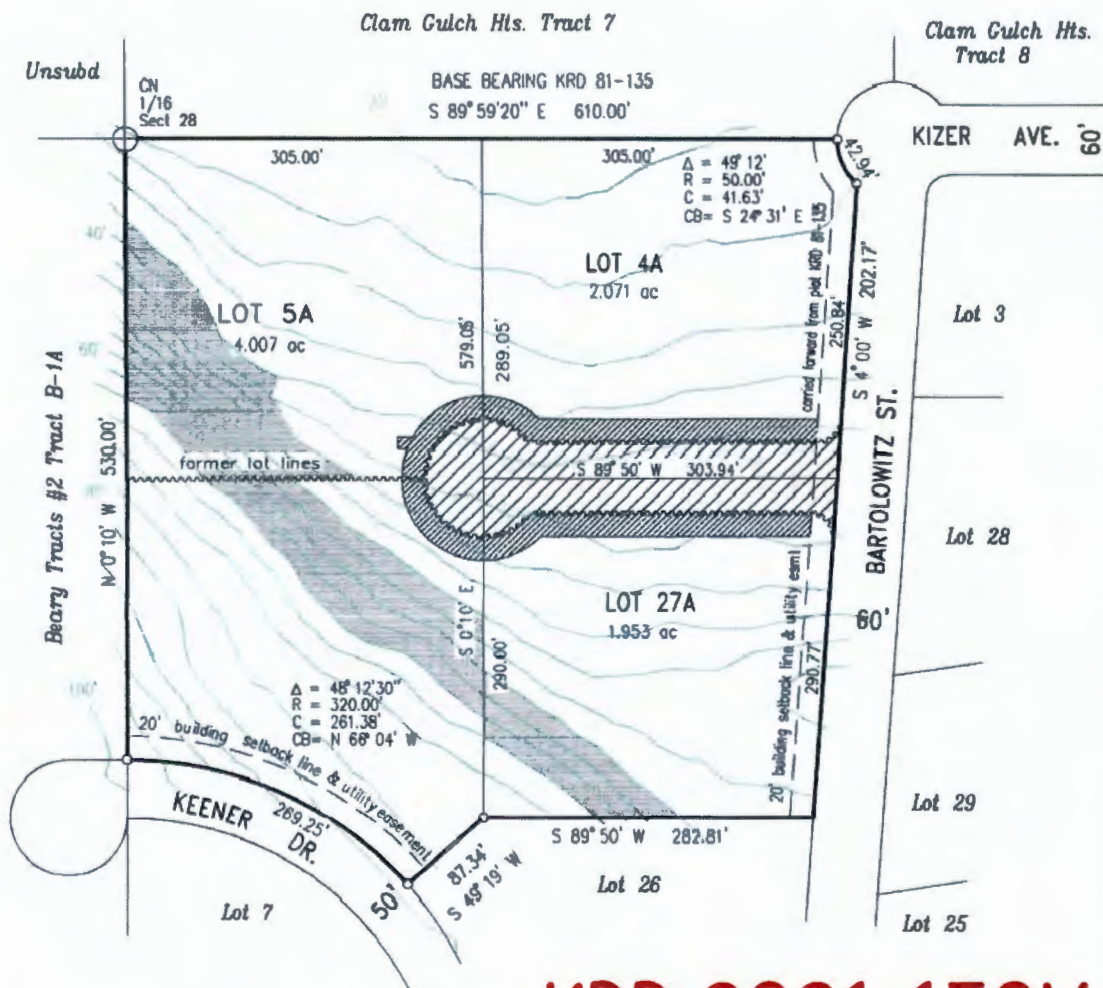 Clam Gulch Hts. Tract 7
Clam Gulch Hts.
Tract 8
Unsubd
CN
1/16
Sect 28
BASE BEARING KRD 81-135
S 89°59'20" E 610.00'
KIZER AVE. 60'
305.00'
305.00'
42.94'
Δ = 49°12'
R = 50.00'
C = 41.63'
CB= S 24°31' E
40'
LOT 4A
2.071 ac
LOT 5A
4.007 ac
carried forward from plat KRD 81-135
250.84'
S 4°00' W 202.17'
Lot 3
60'
579.05'
289.05'
Beary Tracts #2 Tract B-1A
N 0°10' W 530.00'
former lot lines
S 89°50' W 303.94'
BARTOLOWITZ ST.
60'
Lot 28
LOT 27A
1.953 ac
S 0°10' E
290.00'
20' building setback line & utility esmt
290.77'
100'
Δ = 48°12'30"
R = 320.00'
C = 261.38'
CB= N 66°04' W
20' building setback line & utility easement
KEENER DR.
269.25'
50'
87.34'
S 49°19' W
S 89°50' W 282.81'
Lot 29
Lot 26
Lot 7
Lot 25